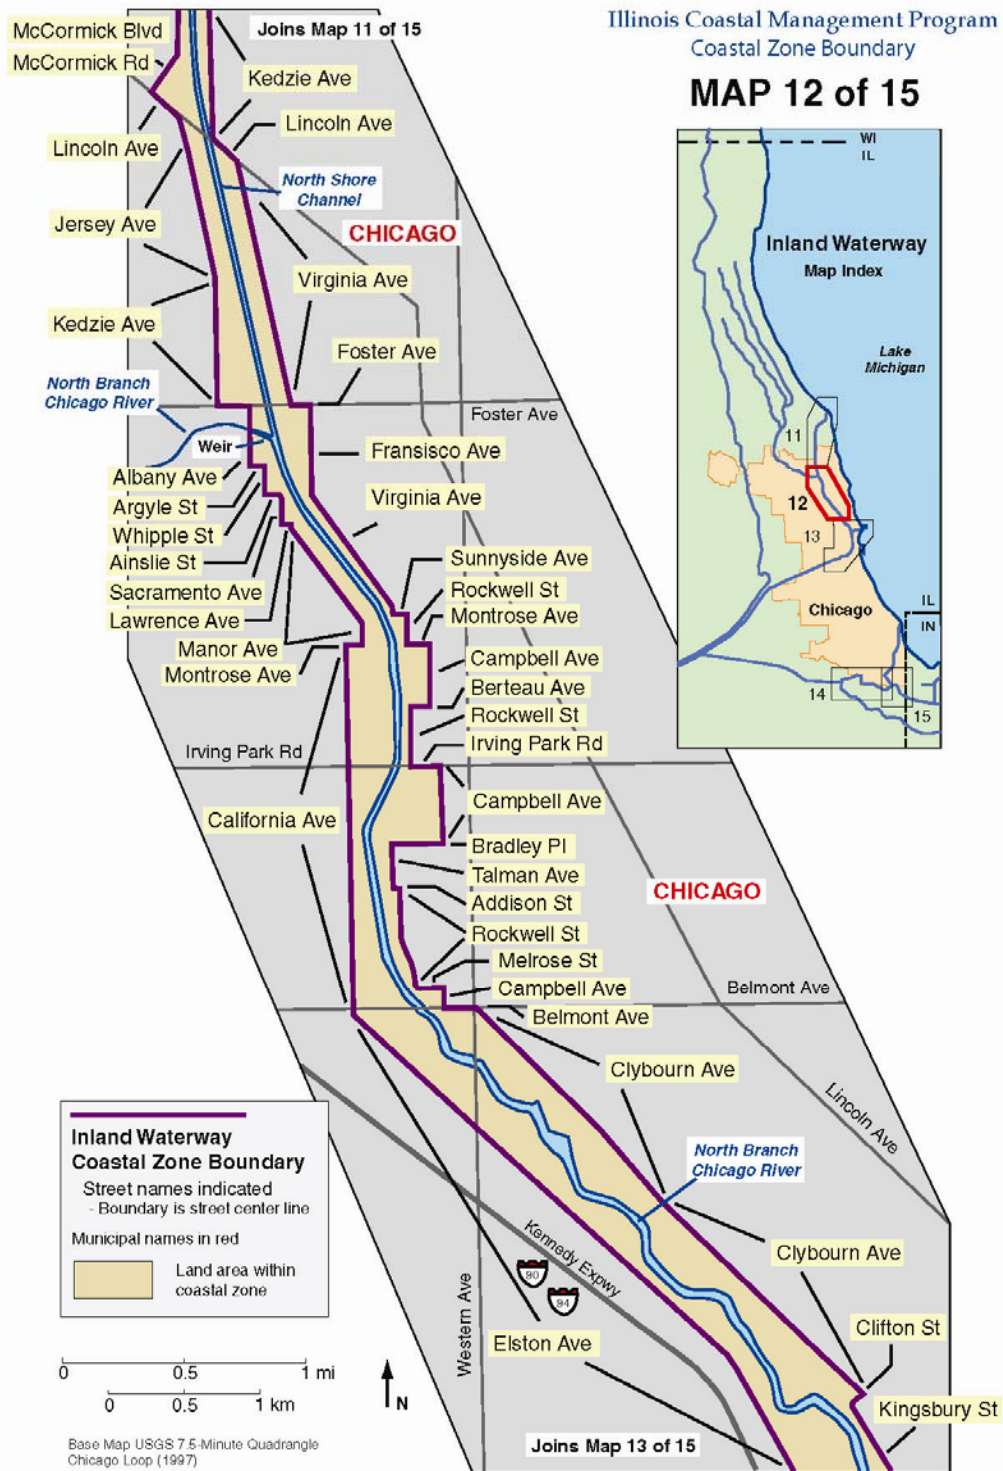 Illinois Coastal Management Program
Coastal Zone Boundary
MAP 12 of 15
McCormick Blvd
Joins Map 11 of 15
McCormick Rd
Kedzie Ave
Lincoln Ave
Lincoln Ave
North Shore
Channel
Jersey Ave
CHICAGO
Virginia Ave
Kedzie Ave
Foster Ave
North Branch
Chicago River
Foster Ave
Weir
Fransisco Ave
Albany Ave
Virginia Ave
Argyle St
Whipple St
Ainslie St
Sunnyside Ave
Sacramento Ave
Rockwell St
Lawrence Ave
Montrose Ave
Manor Ave
Campbell Ave
Montrose Ave
Berteau Ave
Rockwell St
Irving Park Rd
Irving Park Rd
Campbell Ave
California Ave
Bradley Pl
Talman Ave
CHICAGO
Addison St
Rockwell St
Melrose St
Campbell Ave
Belmont Ave
Belmont Ave
Clybourn Ave
Lincoln Ave
North Branch
Chicago River
Kennedy Expwy
90
94
Clybourn Ave
Western Ave
Clifton St
Elston Ave
Kingsbury St
Joins Map 13 of 15
WI
IL
Inland Waterway
Map Index
Lake
Michigan
11
12
13
Chicago
IL
IN
14
15
Inland Waterway
Coastal Zone Boundary
Street names indicated
- Boundary is street center line
Municipal names in red
Land area within
coastal zone
0 0.5 1 mi
0 0.5 1 km
N
Base Map USGS 7.5-Minute Quadrangle
Chicago Loop (1997)